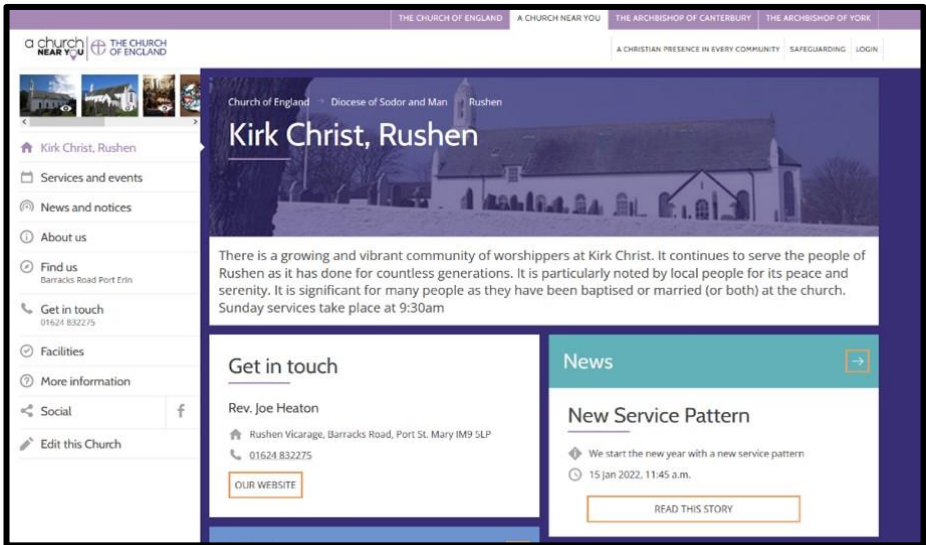 THE CHURCH OF ENGLAND A CHURCH NEAR YOU THE ARCHBISHOP OF CANTERBURY THE ARCHBISHOP OF YORK
a church
NEAR YOU
THE CHURCH
OF ENGLAND
A CHRISTIAN PRESENCE IN EVERY COMMUNITY SAFEGUARDING LOGIN
Kirk Christ, Rushen
Services and events
News and notices
About us
Find us
Barracks Road Port Erin
Get in touch
01624 832275
Facilities
More information
Social
Edit this Church
Church of England Diocese of Sodor and Man Rushen
Kirk Christ, Rushen
There is a growing and vibrant community of worshippers at Kirk Christ. It continues to serve the people of
Rushen as it has done for countless generations. It is particularly noted by local people for its peace and
serenity. It is significant for many people as they have been baptised or married (or both) at the church.
Sunday services take place at 9:30am
Get in touch
Rev. Joe Heaton
Rushen Vicarage, Barracks Road, Port St. Mary IM9 5LP
01624 832275
OUR WEBSITE
News
New Service Pattern
We start the new year with a new service pattern
15 Jan 2022, 11:45 a.m.
READ THIS STORY